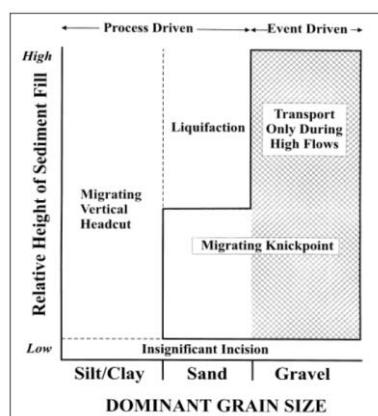 Process Driven
Event Driven
High
Relative Height of Sediment Fill
Low
Liquifaction
Transport
Only During
High Flows
Migrating
Vertical
Headcut
Migrating Knickpoint
Insignificant Incision
Silt/Clay
Sand
Gravel
DOMINANT GRAIN SIZE